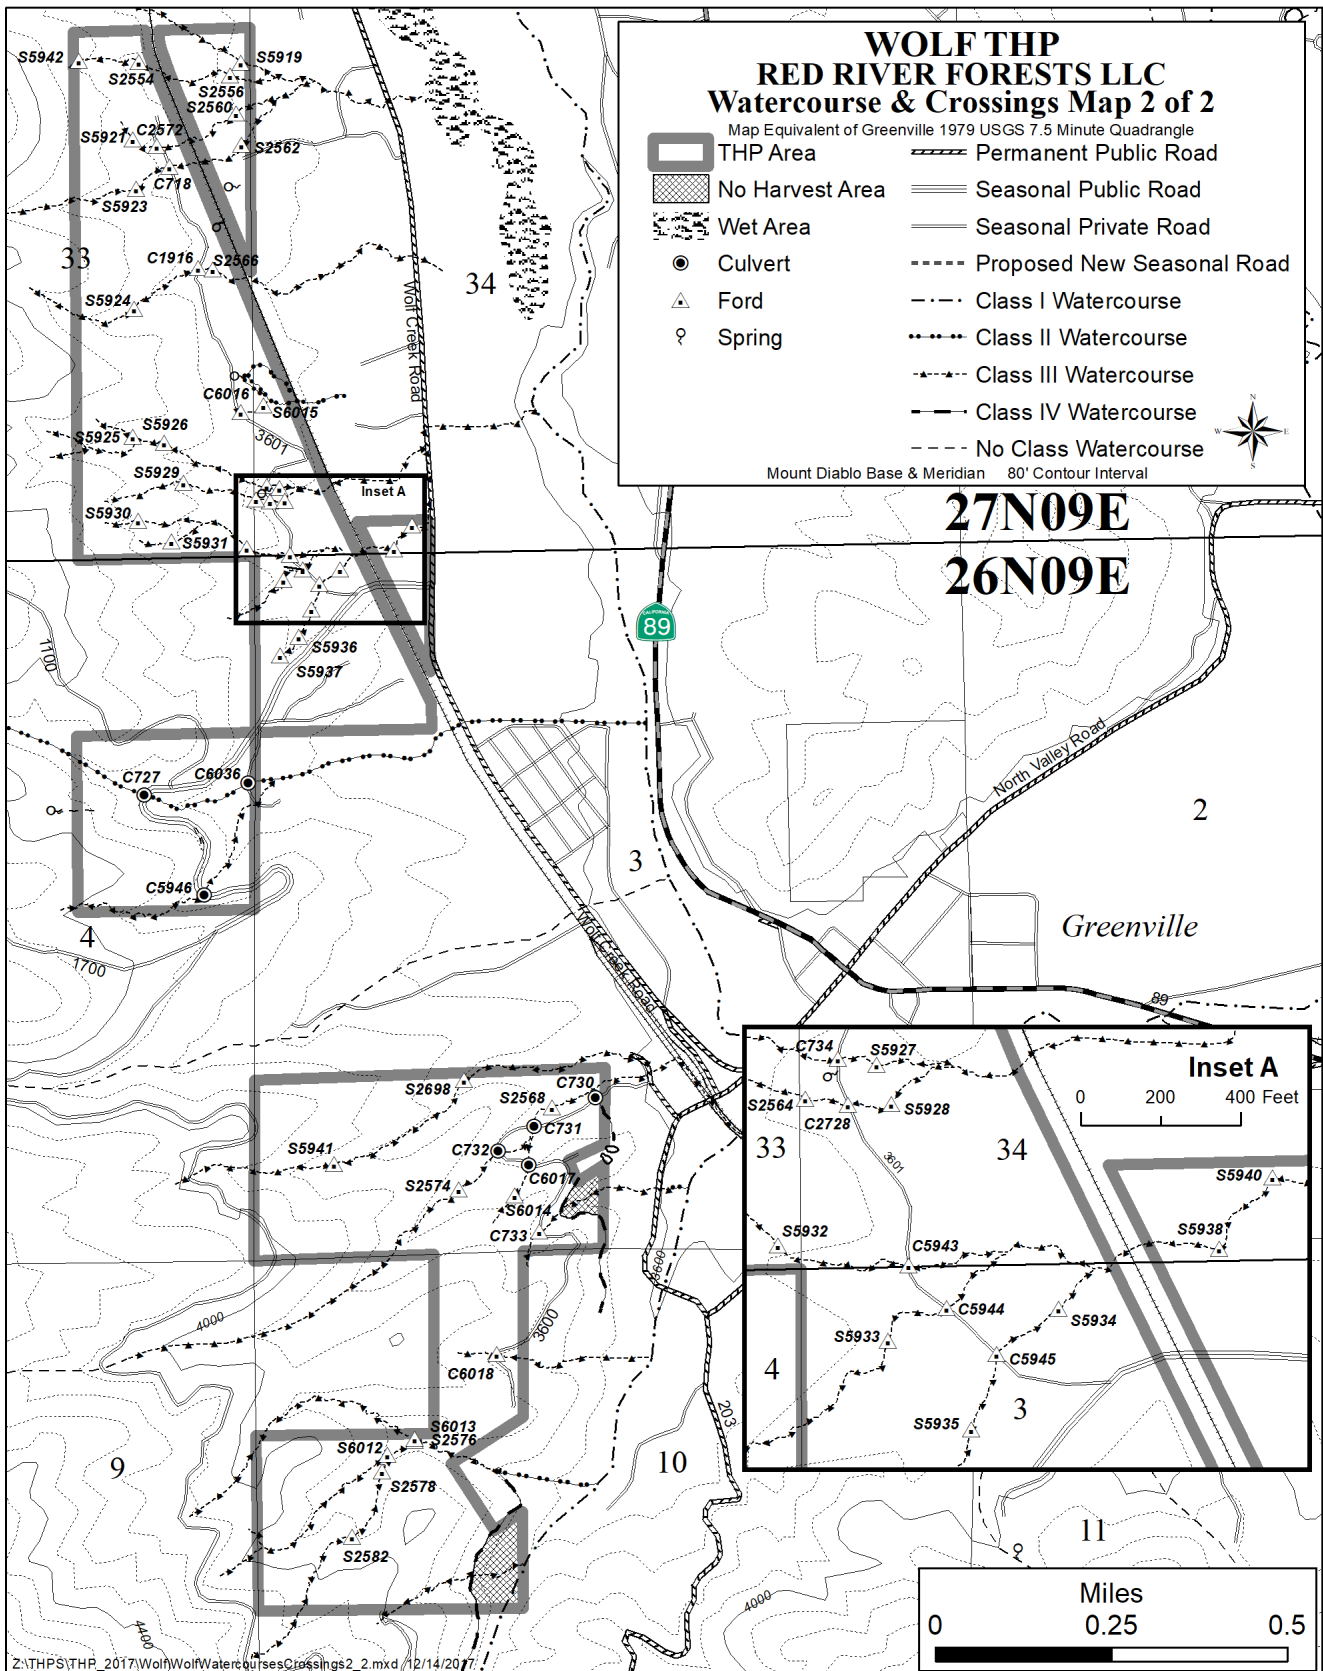 WOLF THP
RED RIVER FORESTS LLC
Watercourse & Crossings Map 2 of 2
Map Equivalent of Greenville 1979 USGS 7.5 Minute Quadrangle
THP Area
No Harvest Area
Wet Area
Culvert
Ford
Spring
Permanent Public Road
Seasonal Public Road
Seasonal Private Road
Proposed New Seasonal Road
Class I Watercourse
Class II Watercourse
Class III Watercourse
Class IV Watercourse
No Class Watercourse
N
W E
S
Mount Diablo Base & Meridian 80' Contour Interval
27N09E
26N09E
S5942
S2554
S5919
S2556
S2560
S5921
C2572
S2562
C718
S5923
33
C1916
S2566
34
S5924
Wolf Creek Road
C6016
S6015
3601
S5926
S5925
S5929
Inset A
S5930
S5931
CALIFORNIA
89
1100
S5936
S5937
C727
C6036
North Valley Road
2
3
C5946
4
1700
Greenville
Wolf Creek Road
89
S2698
C730
S2568
C731
C732
S5941
C6017
S2574
S6014
C733
10
3600
4000
3600
C6018
203
S6013
S2576
S6012
S2578
9
10
S2582
11
4000
4400
C734
S5927
Inset A
0 200 400 Feet
S2564
C2728
S5928
33
34
3601
S5940
S5932
S5938
C5943
C5944
S5934
S5933
C5945
4
3
S5935
Miles
0 0.25 0.5
Z:\THPS\THP_2017\Wolf\WolfWatercoursesCrossings2_2.mxd 12/14/2017